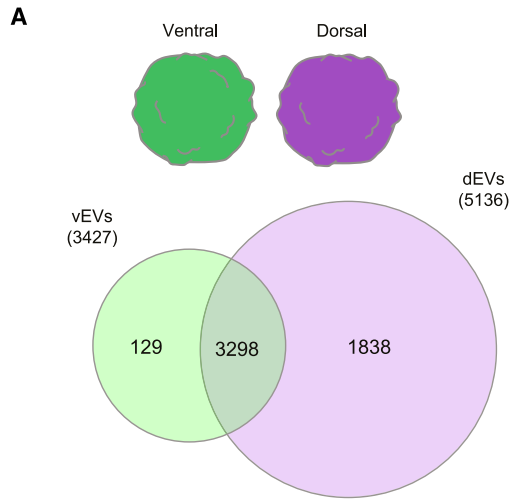 A
Ventral
Dorsal
vEVs
(3427)
dEVs
(5136)
129
3298
1838